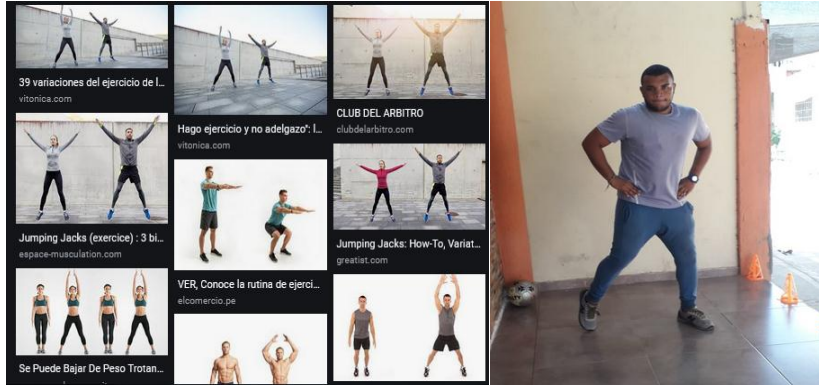 39 variaciones del ejercicio de l...
vitonica.com
Jumping Jacks (exercice) : 3 bi...
espace-musculation.com
Se Puede Bajar De Peso Trotan...
Hago ejercicio y no adelgazo": l...
vitonica.com
VER, Conoce la rutina de ejerci...
elcomercio.pe
CLUB DEL ARBITRO
clubdelarbitro.com
Jumping Jacks: How-To, Variat...
greatist.com